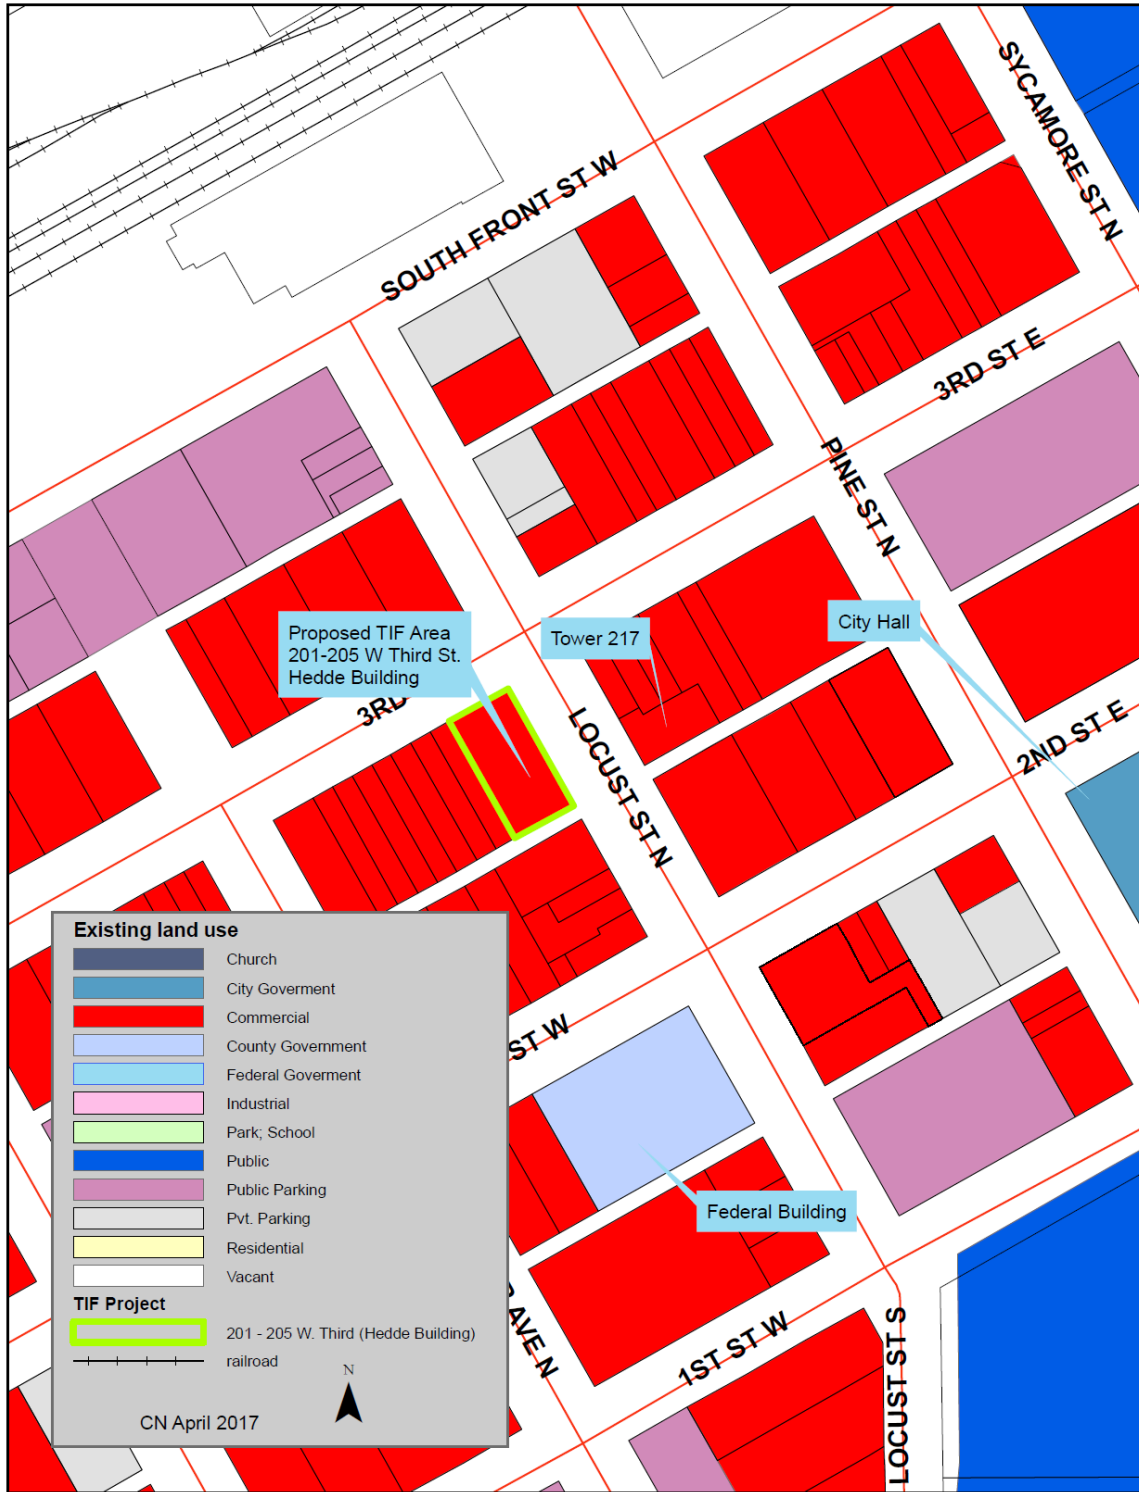 SYCAMORE ST N
SOUTH FRONT ST W
3RD ST E
PINE ST N
Proposed TIF Area
201-205 W Third St.
Hedde Building
Tower 217
City Hall
3RD
LOCUST ST N
2ND ST E
ST W
Federal Building
AVE N
1ST ST W
LOCUST ST S
Existing land use
Church
City Goverment
Commercial
County Government
Federal Goverment
Industrial
Park; School
Public
Public Parking
Pvt. Parking
Residential
Vacant
TIF Project
201 - 205 W. Third (Hedde Building)
railroad
N
CN April 2017